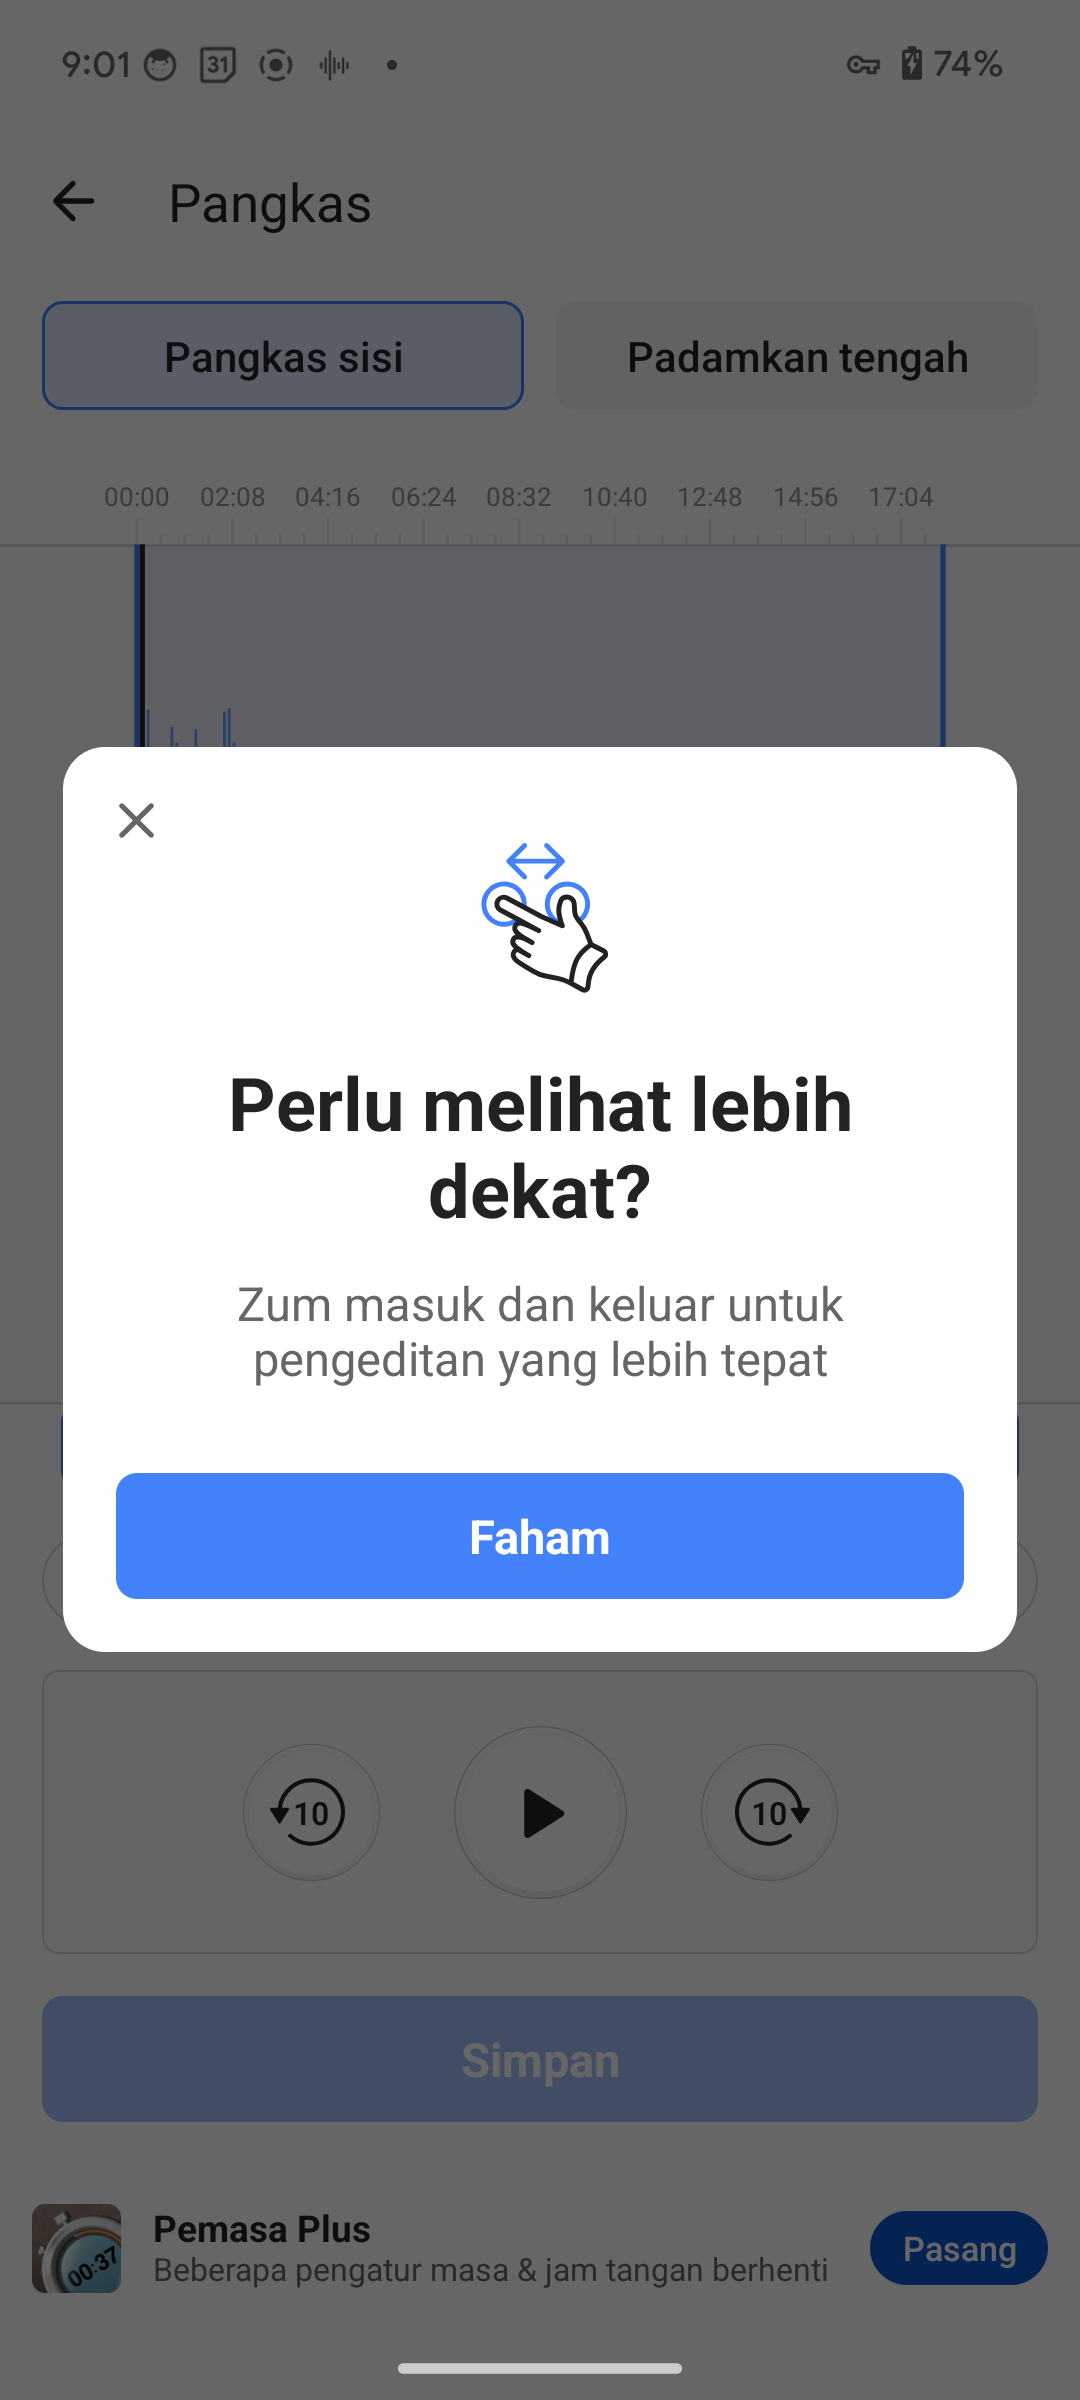 9:01
31
74%
Pangkas
Pangkas sisi
Padamkan tengah
00:00 02:08 04:16 06:24 08:32 10:40 12:48 14:56 17:04
Perlu melihat lebih
dekat?
Zum masuk dan keluar untuk
pengeditan yang lebih tepat
Faham
10
10
Simpan
00:37
Pemasa Plus
Beberapa pengatur masa & jam tangan berhenti
Pasang